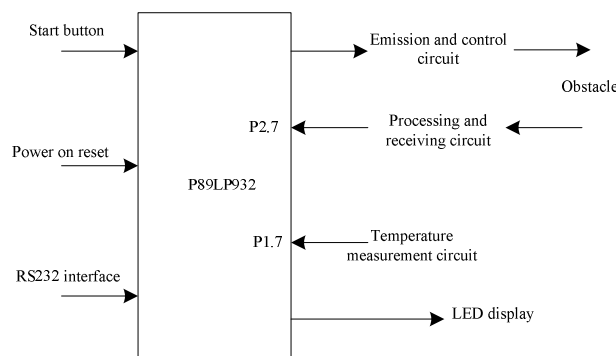 Start button
Emission and control
circuit
Obstacle
P2.7
Processing and
receiving circuit
Power on reset
P89LP932
P1.7
Temperature
measurement circuit
RS232 interface
LED display